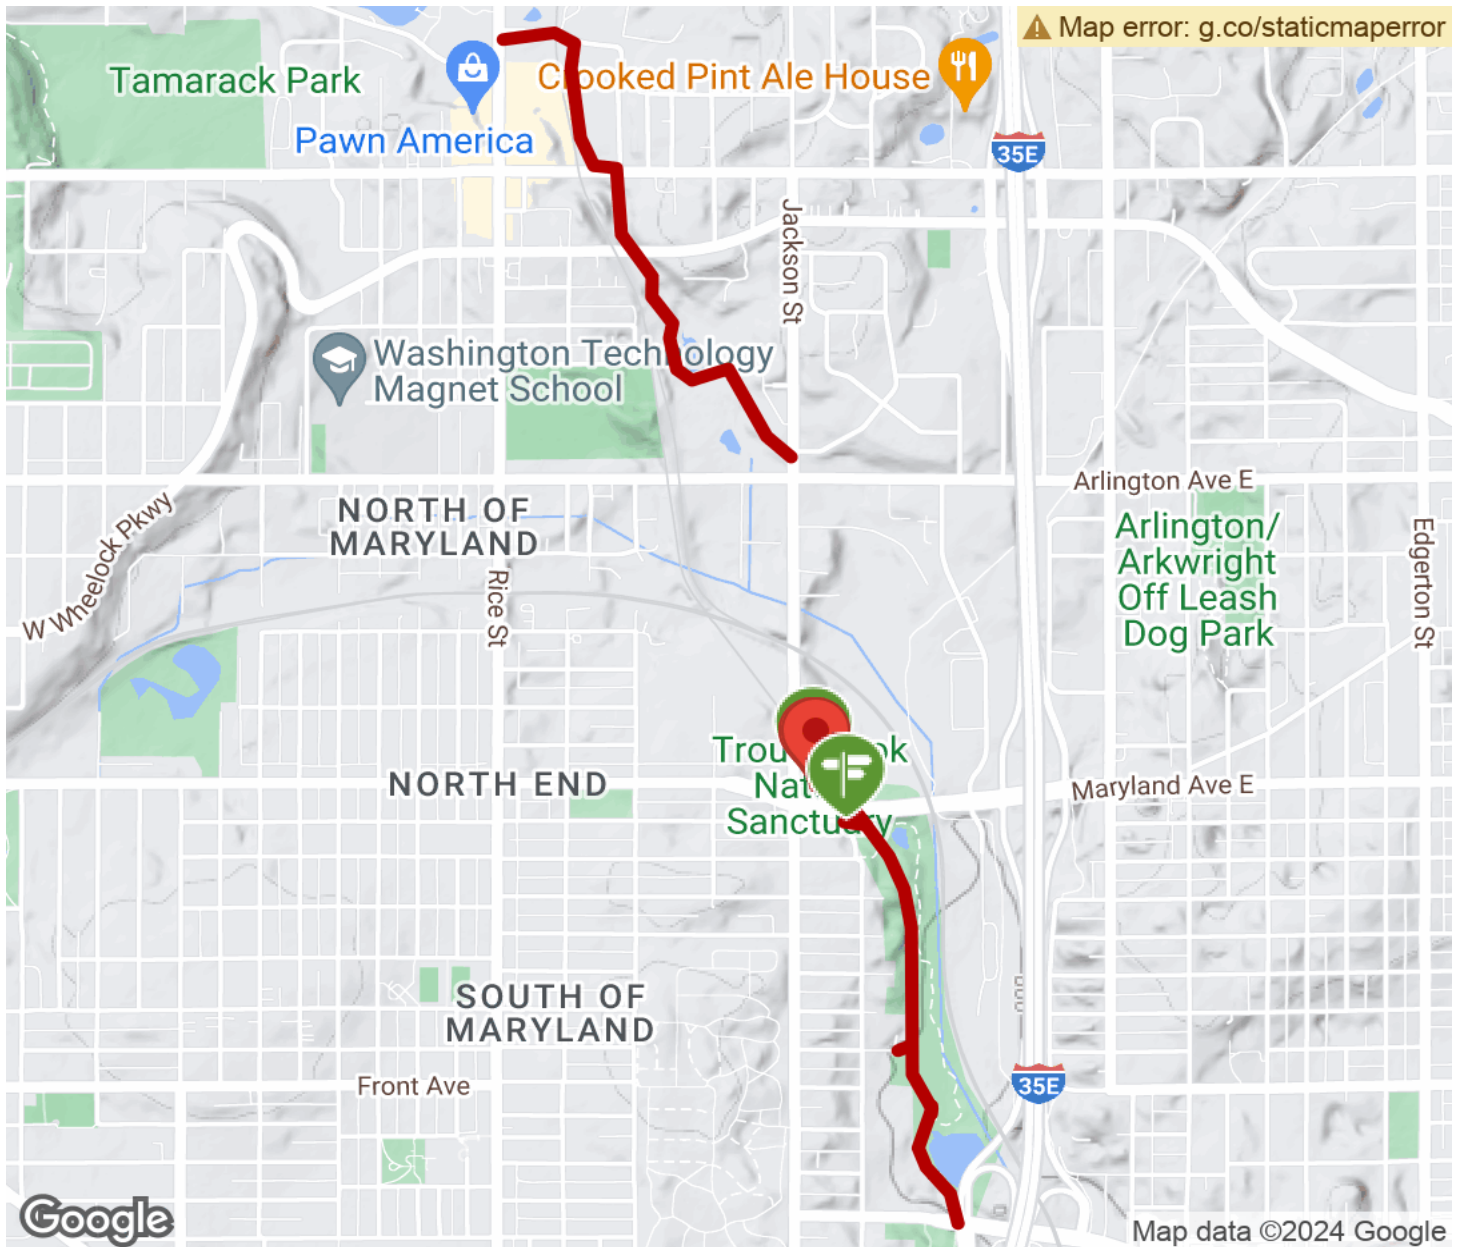 Map error: g.co/staticmaperror
Tamarack Park
Crooked Pint Ale House
Pawn America
35E
Jackson St
Washington Technology
Magnet School
Arlington Ave E
W Wheelock Pkwy
NORTH OF
MARYLAND
Arlington/
Arkwright
Off Leash
Dog Park
Edgerton St
Rice St
NORTH END
Sanctuary
Maryland Ave E
SOUTH OF
MARYLAND
Front Ave
35E
Google
Map data ©2024 Google